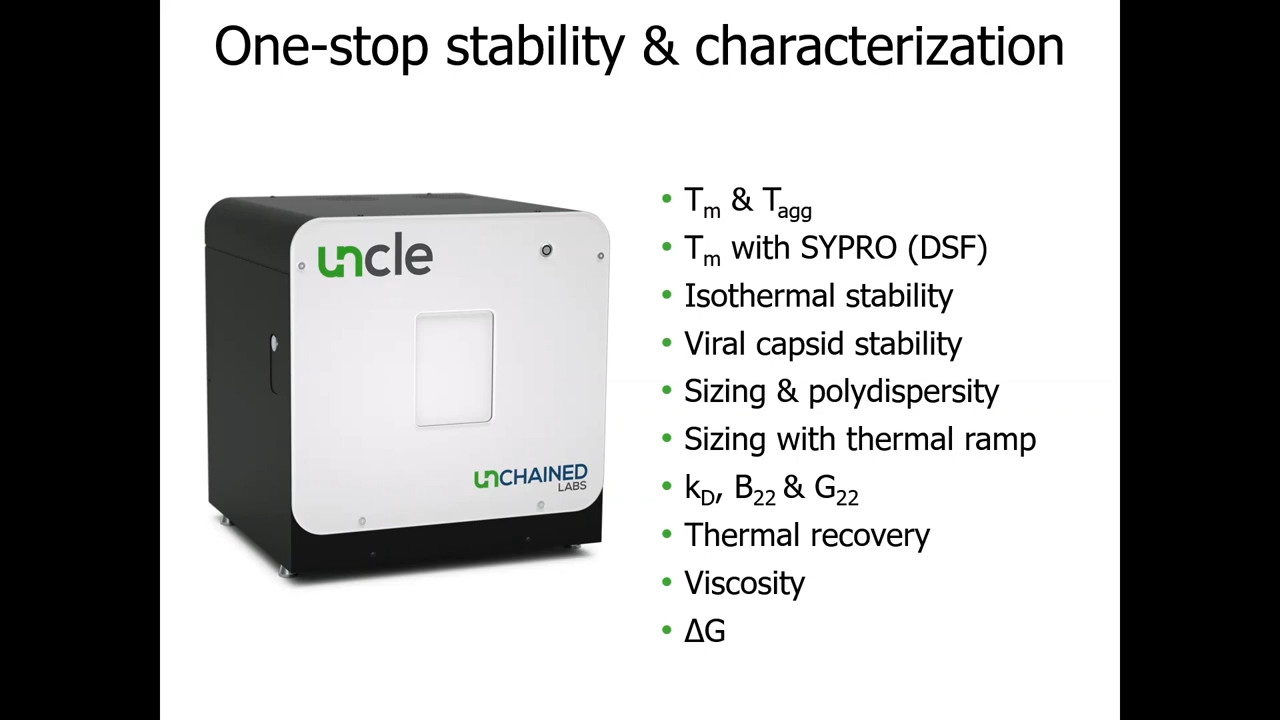 One-stop stability & characterization
uncle
UNCHAINED
LABS
• Tm & Tagg
• Tm with SYPRO (DSF)
• Isothermal stability
• Viral capsid stability
• Sizing & polydispersity
• Sizing with thermal ramp
• kD, B22 & G22
• Thermal recovery
• Viscosity
• ΔG